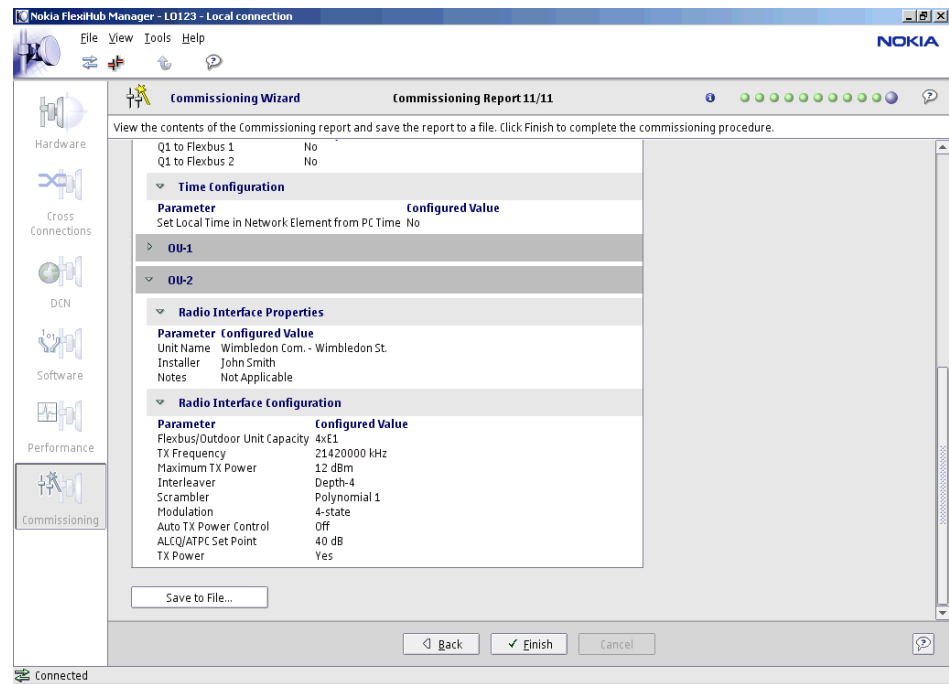 Nokia FlexiHub Manager - LO123 - Local connection
File View Tools Help
NOKIA
Commissioning Wizard Commissioning Report 11/11
View the contents of the Commissioning report and save the report to a file. Click Finish to complete the commissioning procedure.
Hardware
Cross
Connections
DCN
Software
Performance
Commissioning
Q1 to Flexbus 1 No
Q1 to Flexbus 2 No
Time Configuration
Parameter Configured Value
Set Local Time in Network Element from PC Time No
OU-1
OU-2
Radio Interface Properties
Parameter Configured Value
Unit Name Wimbledon Com. - Wimbledon St.
Installer John Smith
Notes Not Applicable
Radio Interface Configuration
Parameter Configured Value
Flexbus/Outdoor Unit Capacity 4xE1
TX Frequency 21420000 kHz
Maximum TX Power 12 dBm
Interleaver Depth-4
Scrambler Polynomial 1
Modulation 4-state
Auto TX Power Control Off
ALCQ/ATPC Set Point 40 dB
TX Power Yes
Save to File...
Back Finish Cancel
Connected